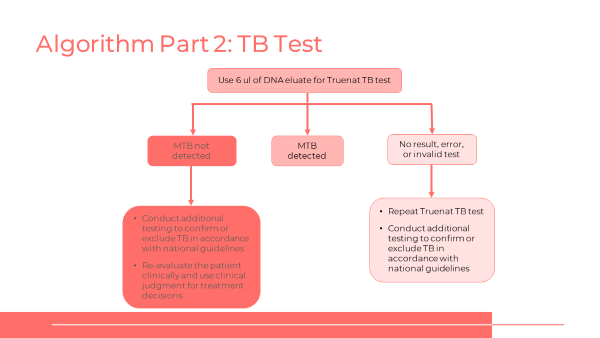 Algorithm Part 2: TB Test
Use 6 ul of DNA eluate for Truenat TB test
MTB not
detected
MTB
detected
No result, error,
or invalid test
• Conduct additional
testing to confirm or
exclude TB in accordance
with national guidelines
• Re-evaluate the patient
clinically and use clinical
judgment for treatment
decisions
• Repeat Truenat TB test
• Conduct additional
testing to confirm or
exclude TB in
accordance with
national guidelines